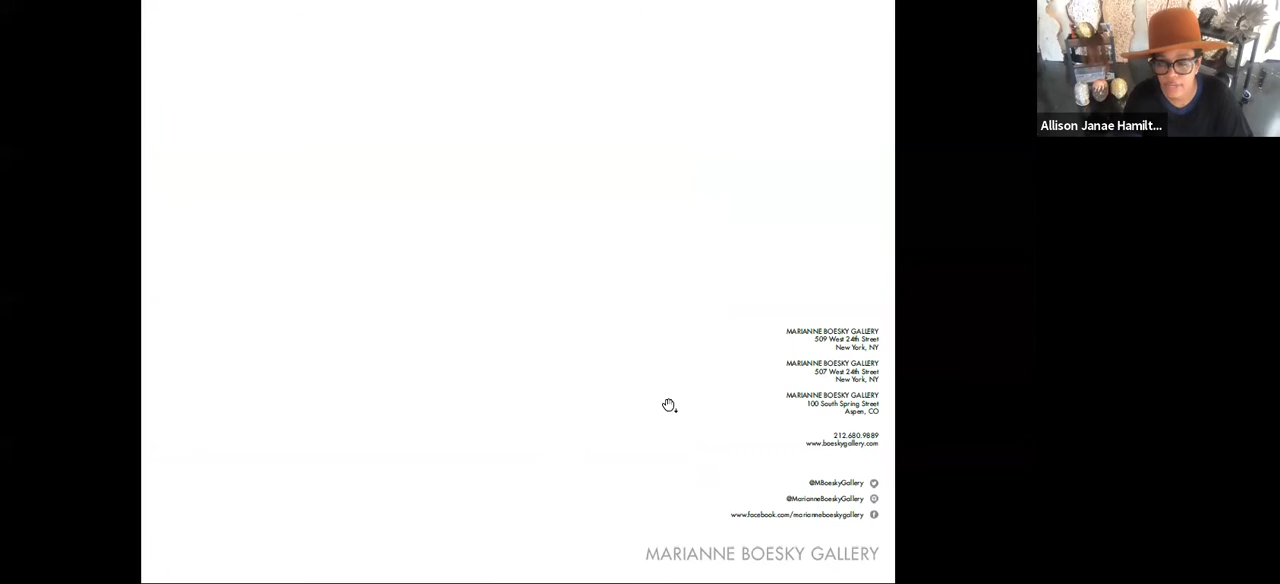 Allison Janae Hamilt...
MARIANNE BOESKY GALLERY
509 West 24th Street
New York, NY
MARIANNE BOESKY GALLERY
507 West 24th Street
New York, NY
MARIANNE BOESKY GALLERY
100 South Spring Street
Aspen, CO
212.680.9889
www.boeskygallery.com
@MBoeskyGallery
@MarianneBoeskyGallery
www.facebook.com/marianneboeskygallery
MARIANNE BOESKY GALLERY